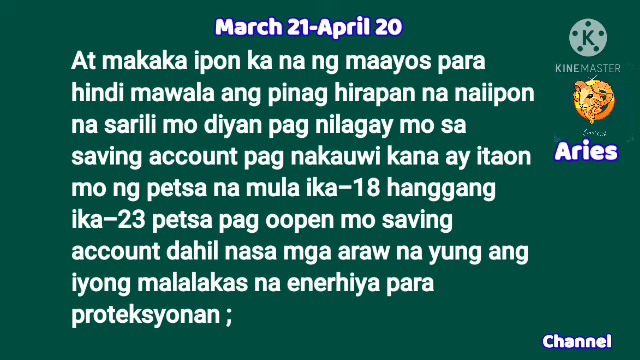 March 21-April 20
At makaka ipon ka na ng maayos para
hindi mawala ang pinag hirapan na naiipon
na sarili mo diyan pag nilagay mo sa
saving account pag nakauwi kana ay itaon
mo ng petsa na mula ika–18 hanggang
ika–23 petsa pag oopen mo saving
account dahil nasa mga araw na yung ang
iyong malalakas na enerhiya para
proteksyonan ;
KINEMASTER
Aries
Channel